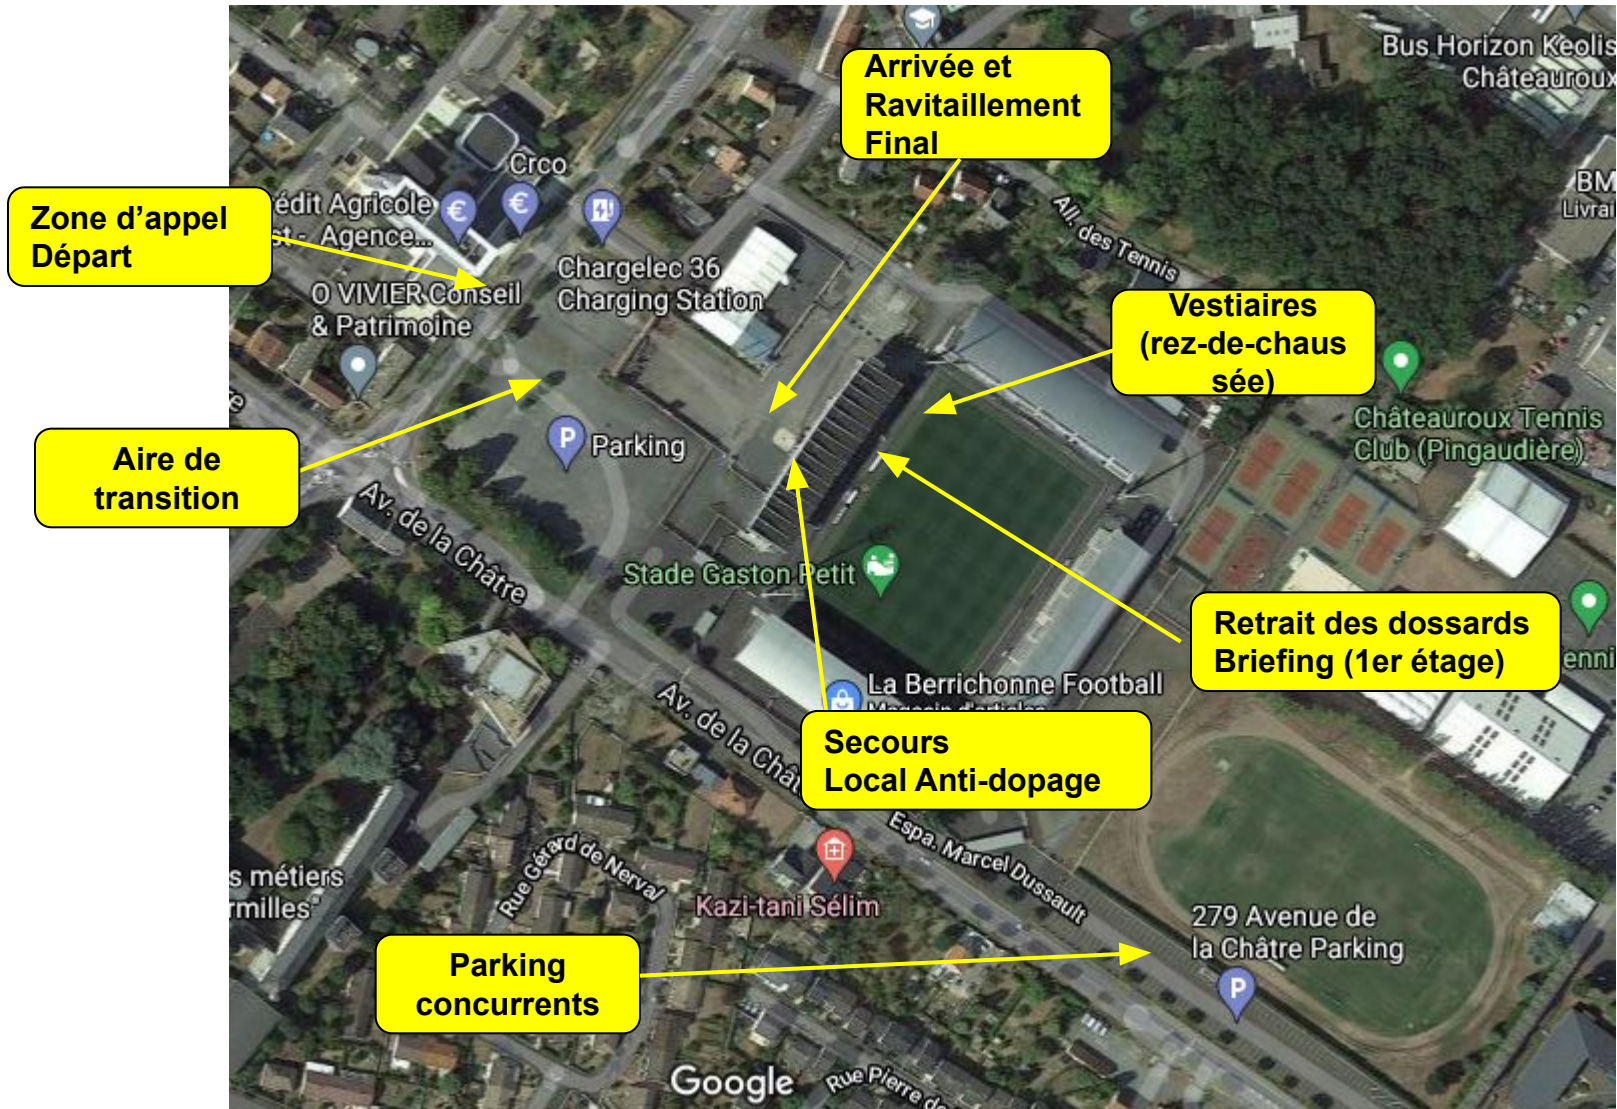 Bus Horizon Keolis
Châteauroux
Arrivée et
Ravitaillement
Final
Crco
édit Agricole
st - Agence...
BM
Livrai
Zone d'appel
Départ
All. des Tennis
Chargelec 36
Charging Station
O VIVIER Conseil
& Patrimoine
Vestiaires
(rez-de-chaus
sée)
Châteauroux Tennis
Club (Pingaudière)
Parking
Aire de
transition
Av. de la Châtre
Stade Gaston Petit
Retrait des dossards
Briefing (1er étage)
enni
La Berrichonne Football
Magasin d'articles
Av. de la Chât
Secours
Local Anti-dopage
Espa. Marcel Dussault
Rue Gérard de Nerval
s métiers
rmilles"
Kazi-tani Sélim
279 Avenue de
la Châtre Parking
Parking
concurrents
Google
Rue Pierre de